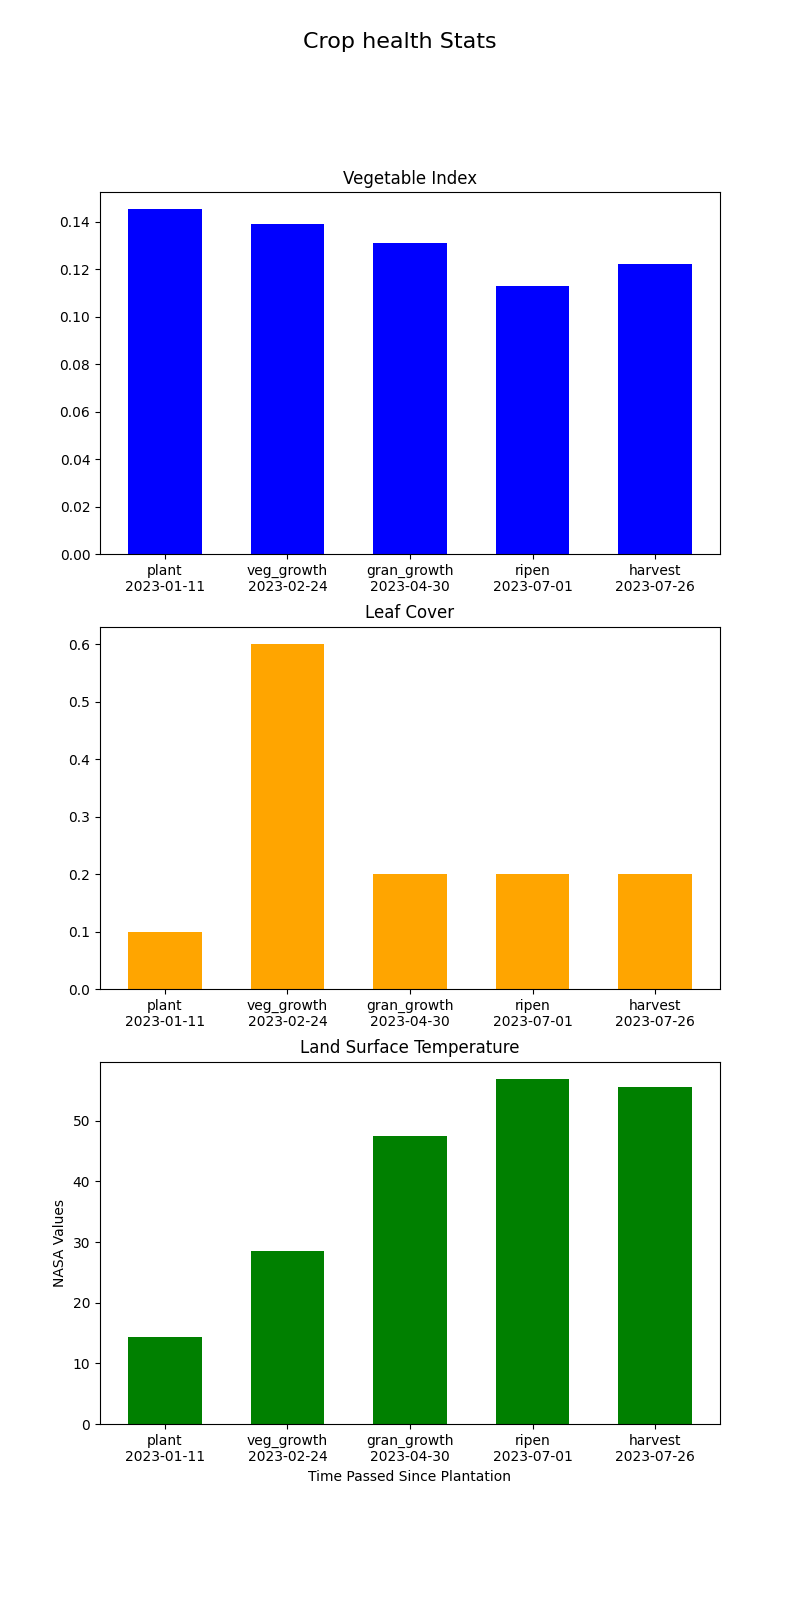 Crop health Stats
Vegetable Index
0.14
0.12
0.10
0.08
0.06
0.04
0.02
0.00
plant veg_growth gran_growth ripen harvest
2023-01-11 2023-02-24 2023-04-30 2023-07-01 2023-07-26
Leaf Cover
0.6
0.5
0.4
0.3
0.2
0.1
0.0
plant veg_growth gran_growth ripen harvest
2023-01-11 2023-02-24 2023-04-30 2023-07-01 2023-07-26
Land Surface Temperature
NASA Values
50
40
30
20
10
0
plant veg_growth gran_growth ripen harvest
2023-01-11 2023-02-24 2023-04-30 2023-07-01 2023-07-26
Time Passed Since Plantation